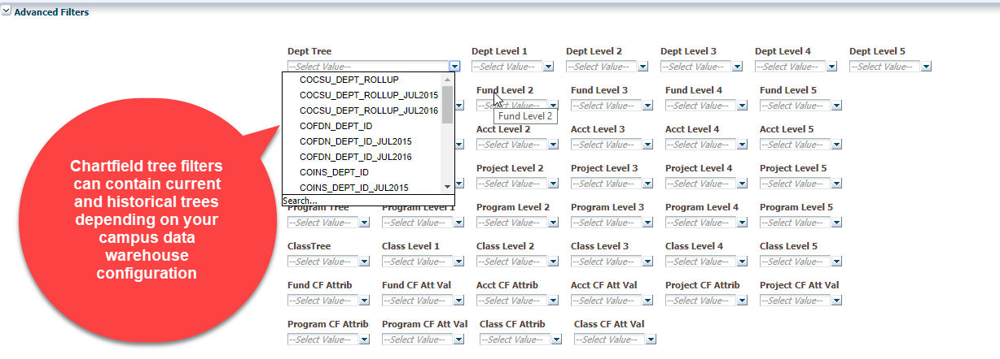 Advanced Filters
Dept Tree Dept Level 1 Dept Level 2 Dept Level 3 Dept Level 4 Dept Level 5
--Select Value-- --Select Value-- --Select Value-- --Select Value-- --Select Value-- --Select Value--
COCSU_DEPT_ROLLUP
COCSU_DEPT_ROLLUP_JUL2015
COCSU_DEPT_ROLLUP_JUL2016
COFDN_DEPT_ID
COFDN_DEPT_ID_JUL2015
COFDN_DEPT_ID_JUL2016
COINS_DEPT_ID
COINS_DEPT_ID_JUL2015
Search...
Fund Level 2 Fund Level 3 Fund Level 4 Fund Level 5
--Select Value-- --Select Value-- --Select Value-- --Select Value--
Fund Level 2
Acct Level 2 Acct Level 3 Acct Level 4 Acct Level 5
--Select Value-- --Select Value-- --Select Value-- --Select Value--
Project Level 2 Project Level 3 Project Level 4 Project Level 5
--Select Value-- --Select Value-- --Select Value-- --Select Value--
Program Tree Program Level 1 Program Level 2 Program Level 3 Program Level 4 Program Level 5
--Select Value-- --Select Value-- --Select Value-- --Select Value-- --Select Value-- --Select Value--
ClassTree Class Level 1 Class Level 2 Class Level 3 Class Level 4 Class Level 5
--Select Value-- --Select Value-- --Select Value-- --Select Value-- --Select Value-- --Select Value--
Fund CF Attrib Fund CF Att Val Acct CF Attrib Acct CF Att Val Project CF Attrib Project CF Att Val
--Select Value-- --Select Value-- --Select Value-- --Select Value-- --Select Value-- --Select Value--
Program CF Attrib Program CF Att Val Class CF Attrib Class CF Att Val
--Select Value-- --Select Value-- --Select Value-- --Select Value--
Chartfield tree filters
can contain current
and historical trees
depending on your
campus data
warehouse
configuration